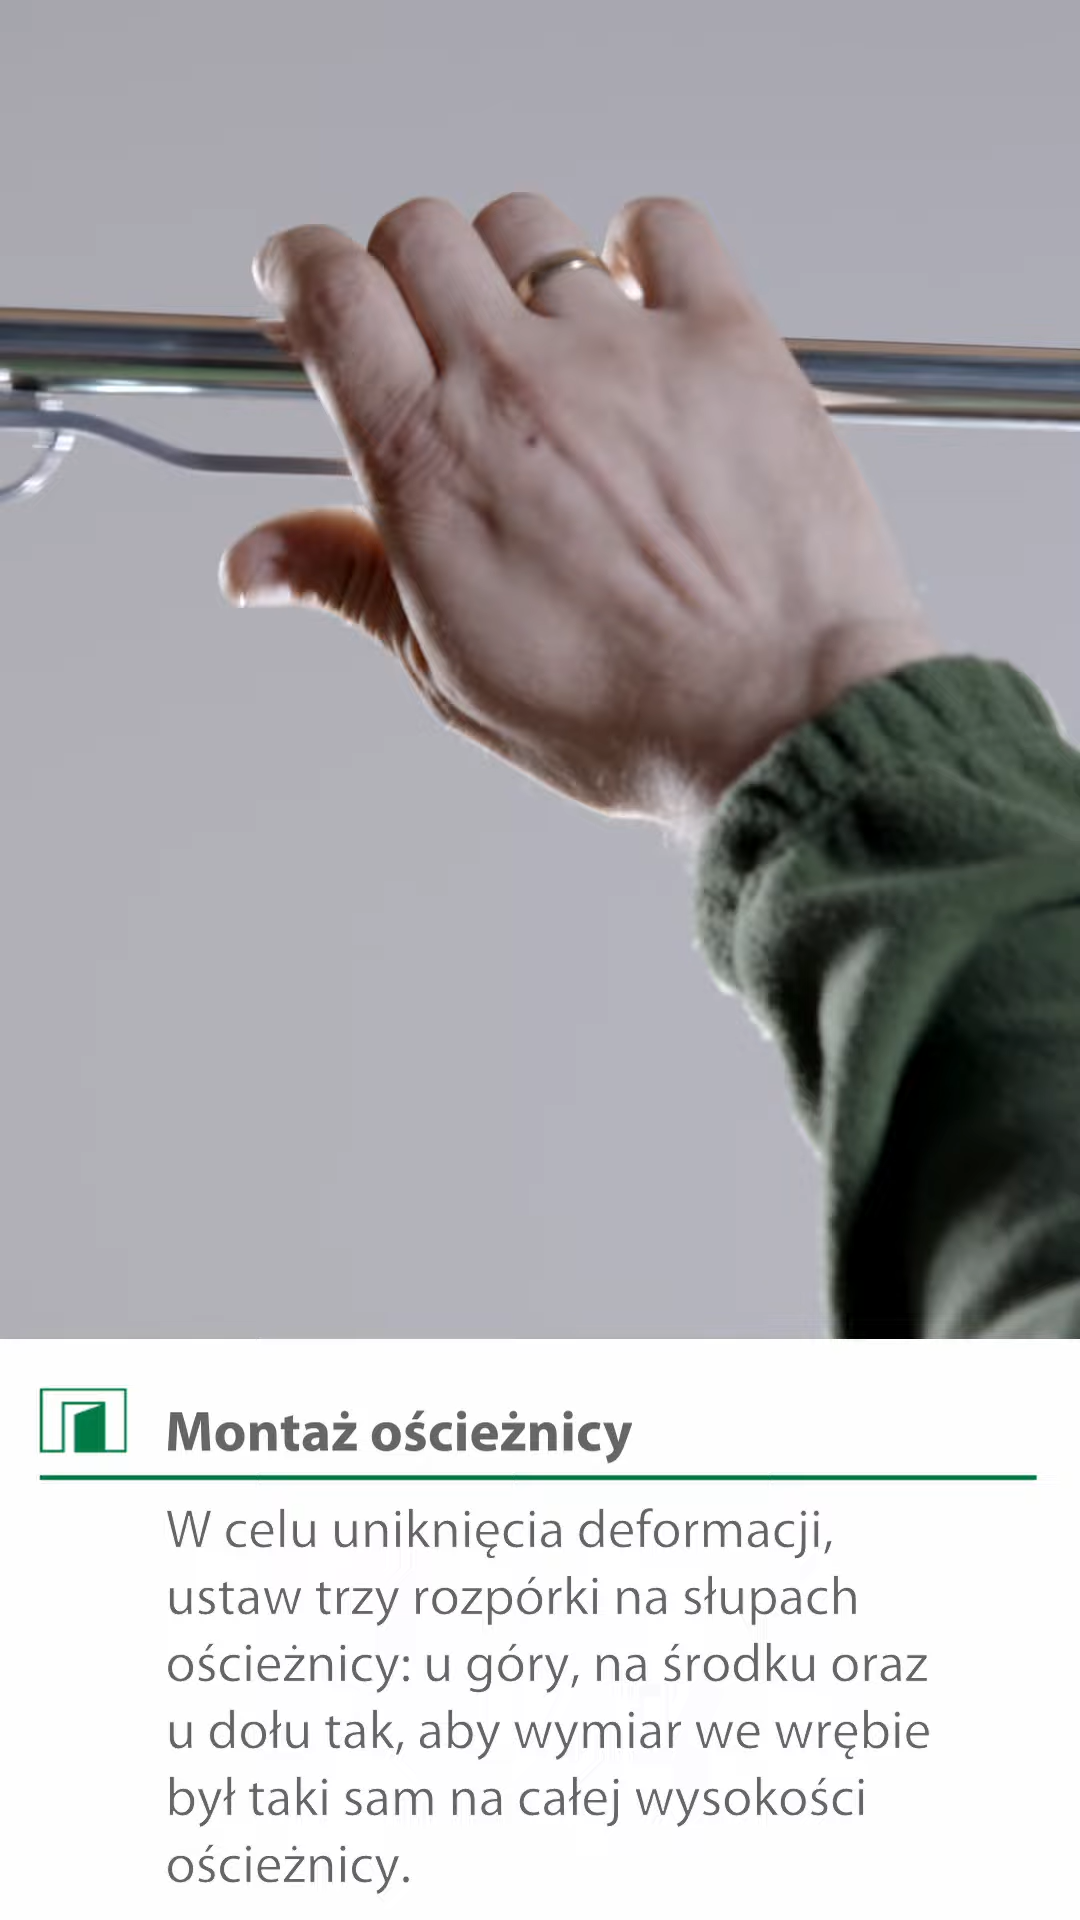 Montaż ościeżnicy
W celu uniknięcia deformacji,
ustaw trzy rozpórki na słupach
ościeżnicy: u góry, na środku oraz
u dołu tak, aby wymiar we wrębie
był taki sam na całej wysokości
ościeżnicy.